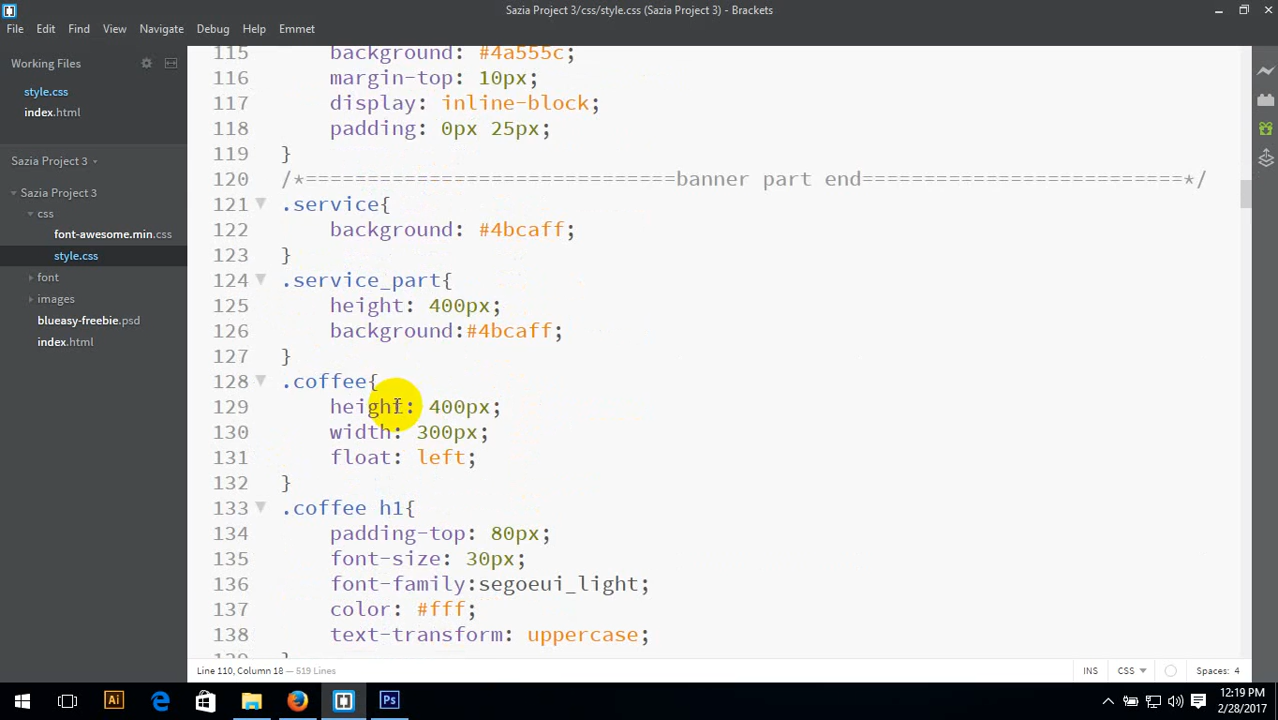 Sazia Project 3/css/style.css (Sazia Project 3) - Brackets
File Edit Find View Navigate Debug Help Emmet
Working Files
style.css
index.html
Sazia Project 3
Sazia Project 3
css
font-awesome.min.css
style.css
font
images
blueasy-freebie.psd
index.html
115 background: #4a555c;
116 margin-top: 10px;
117 display: inline-block;
118 padding: 0px 25px;
119 }
120 /*==============================banner part end==========================*/
121 .service{
122 background: #4bcaff;
123 }
124 .service_part{
125 height: 400px;
126 background:#4bcaff;
127 }
128 .coffee{
129 height: 400px;
130 width: 300px;
131 float: left;
132 }
133 .coffee h1{
134 padding-top: 80px;
135 font-size: 30px;
136 font-family:segoeui_light;
137 color: #fff;
138 text-transform: uppercase;
139 }
Line 110, Column 18 — 519 Lines
INS CSS Spaces: 4
Ai Ps
12:19 PM
2/28/2017